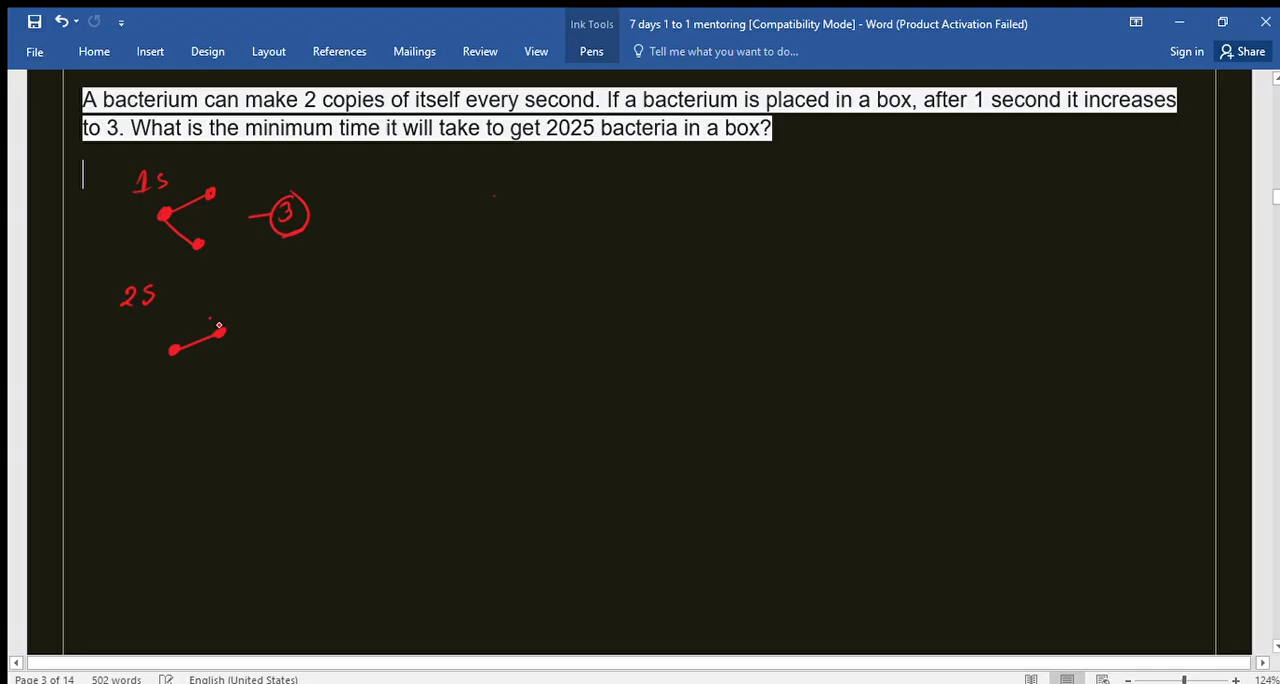 Ink Tools
7 days 1 to 1 mentoring [Compatibility Mode] - Word (Product Activation Failed)
File Home Insert Design Layout References Mailings Review View Pens Tell me what you want to do... Sign in Share
A bacterium can make 2 copies of itself every second. If a bacterium is placed in a box, after 1 second it increases
to 3. What is the minimum time it will take to get 2025 bacteria in a box?
1s
3
2s
Page 3 of 14 502 words English (United States) 124%